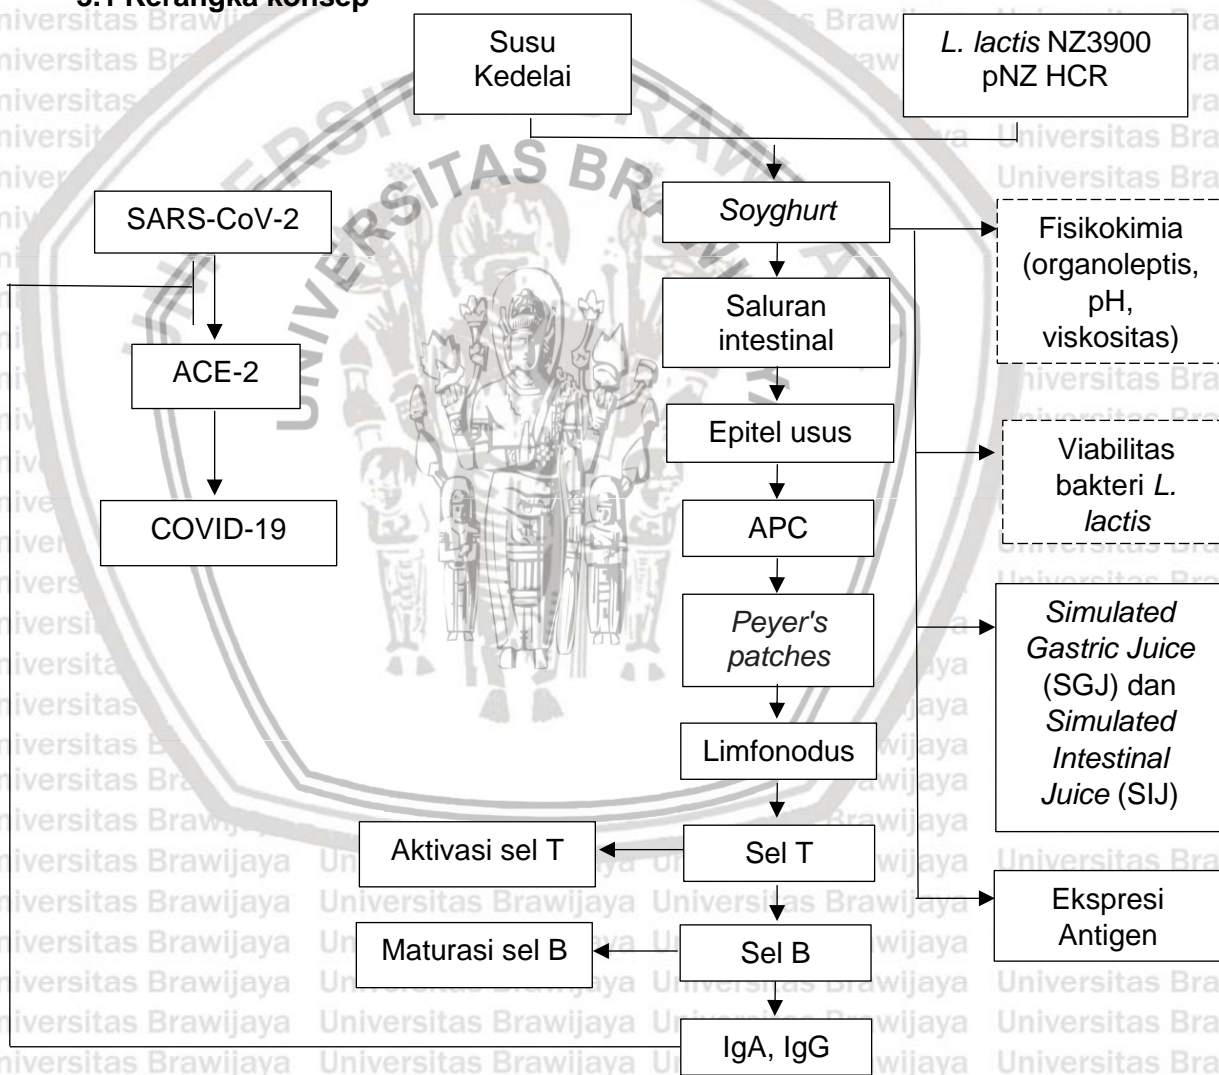 3.1 Kerangka konsep
Susu
Kedelai
L. lactis NZ3900
pNZ HCR
SARS-CoV-2
ACE-2
COVID-19
Soyghurt
Saluran
intestinal
Epitel usus
APC
Peyer's
patches
Limfonodus
Sel T
Aktivasi sel T
Sel B
Maturasi sel B
IgA, IgG
Fisikokimia
(organoleptis,
pH,
viskositas)
Viabilitas
bakteri L.
lactis
Simulated
Gastric Juice
(SGJ) dan
Simulated
Intestinal
Juice (SIJ)
Ekspresi
Antigen
UNIVERSITAS BRAWIJAYA
Universitas Brawijaya